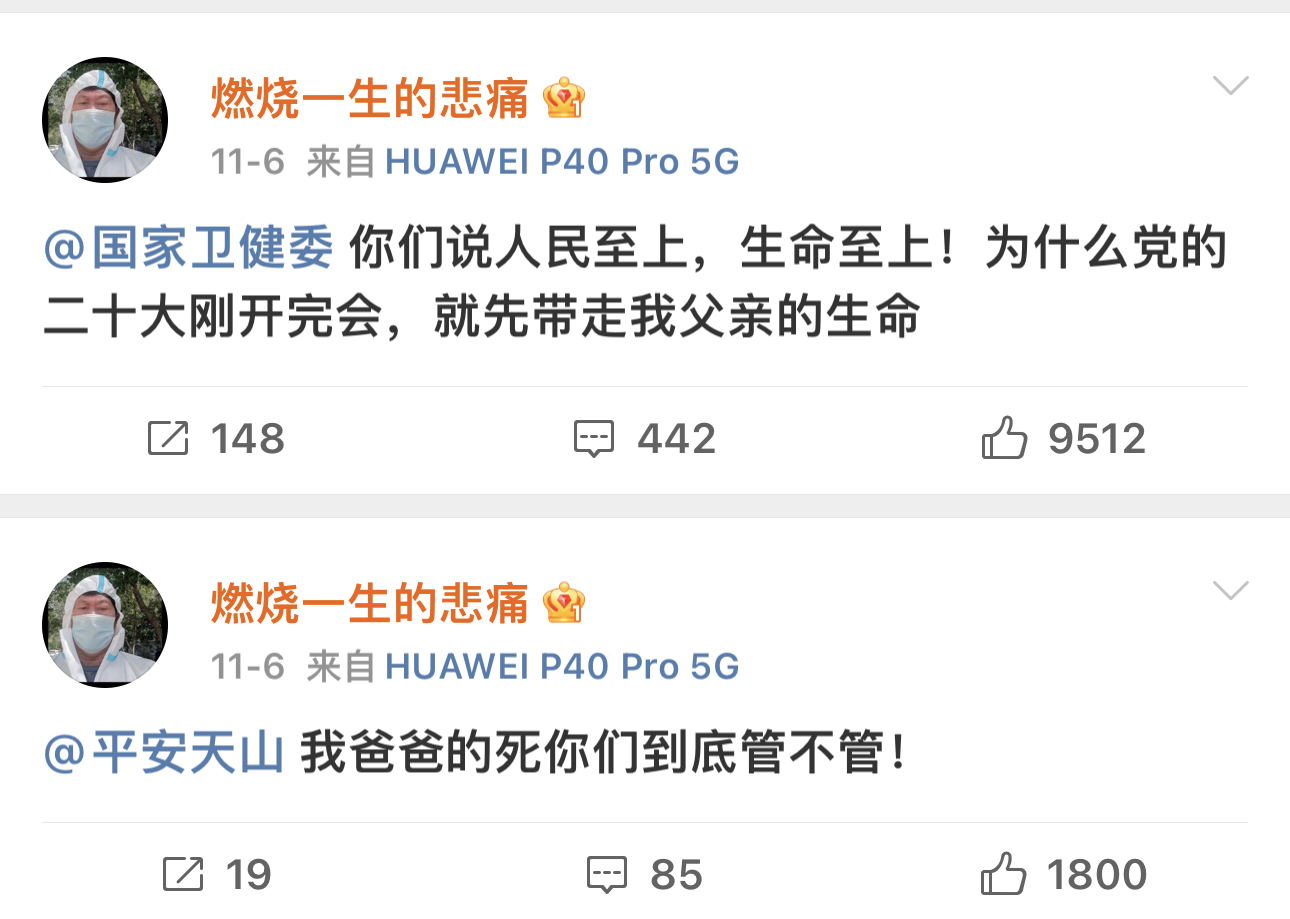 燃烧一生的悲痛 1
11-6 来自 HUAWEI P40 Pro 5G
@国家卫健委 你们说人民至上，生命至上！为什么党的
二十大刚开完会，就先带走我父亲的生命
148 442 9512
燃烧一生的悲痛 1
11-6 来自 HUAWEI P40 Pro 5G
@平安天山 我爸爸的死你们到底管不管！
19 85 1800